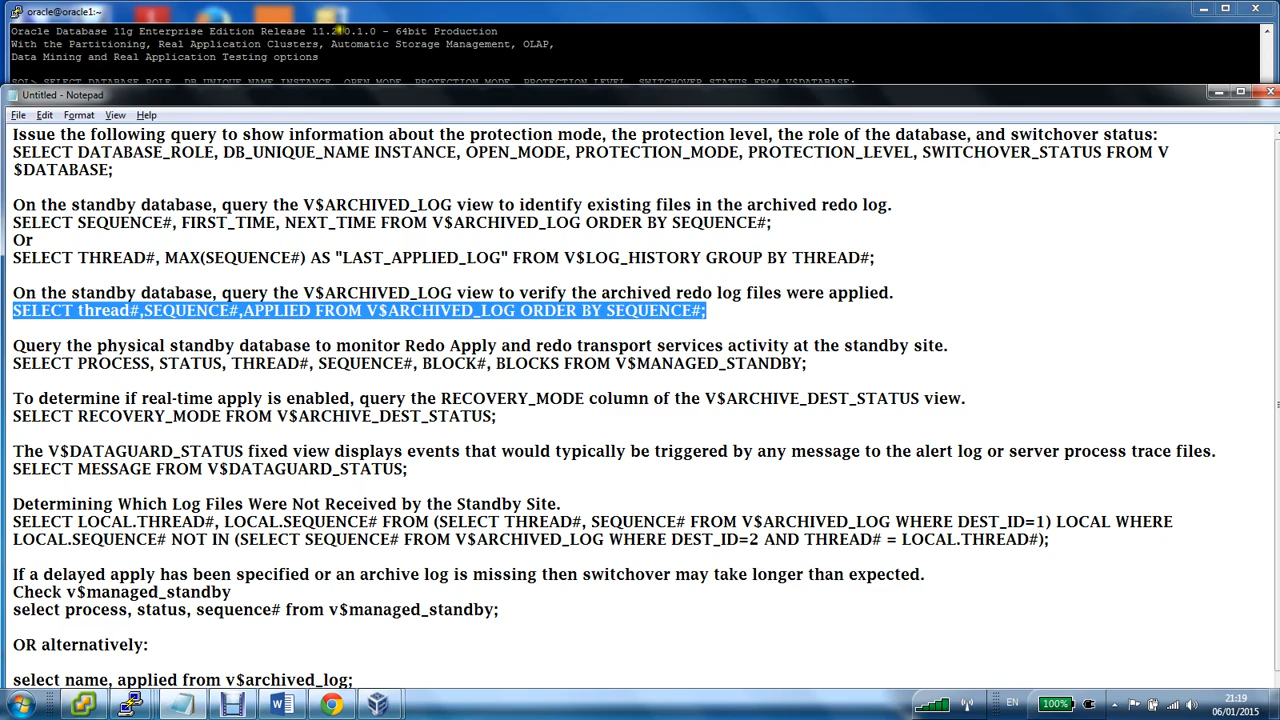 oracle@oracle1:~
Oracle Database 11g Enterprise Edition Release 11.2.0.1.0 - 64bit Production
With the Partitioning, Real Application Clusters, Automatic Storage Management, OLAP,
Data Mining and Real Application Testing options
SQL> SELECT DATABASE_ROLE, DB_UNIQUE_NAME INSTANCE, OPEN_MODE, PROTECTION_MODE, PROTECTION_LEVEL, SWITCHOVER_STATUS FROM V$DATABASE;
Untitled - Notepad
File Edit Format View Help
Issue the following query to show information about the protection mode, the protection level, the role of the database, and switchover status:
SELECT DATABASE_ROLE, DB_UNIQUE_NAME INSTANCE, OPEN_MODE, PROTECTION_MODE, PROTECTION_LEVEL, SWITCHOVER_STATUS FROM V
$DATABASE;
On the standby database, query the V$ARCHIVED_LOG view to identify existing files in the archived redo log.
SELECT SEQUENCE#, FIRST_TIME, NEXT_TIME FROM V$ARCHIVED_LOG ORDER BY SEQUENCE#;
Or
SELECT THREAD#, MAX(SEQUENCE#) AS "LAST_APPLIED_LOG" FROM V$LOG_HISTORY GROUP BY THREAD#;
On the standby database, query the V$ARCHIVED_LOG view to verify the archived redo log files were applied.
SELECT thread#,SEQUENCE#,APPLIED FROM V$ARCHIVED_LOG ORDER BY SEQUENCE#;
Query the physical standby database to monitor Redo Apply and redo transport services activity at the standby site.
SELECT PROCESS, STATUS, THREAD#, SEQUENCE#, BLOCK#, BLOCKS FROM V$MANAGED_STANDBY;
To determine if real-time apply is enabled, query the RECOVERY_MODE column of the V$ARCHIVE_DEST_STATUS view.
SELECT RECOVERY_MODE FROM V$ARCHIVE_DEST_STATUS;
The V$DATAGUARD_STATUS fixed view displays events that would typically be triggered by any message to the alert log or server process trace files.
SELECT MESSAGE FROM V$DATAGUARD_STATUS;
Determining Which Log Files Were Not Received by the Standby Site.
SELECT LOCAL.THREAD#, LOCAL.SEQUENCE# FROM (SELECT THREAD#, SEQUENCE# FROM V$ARCHIVED_LOG WHERE DEST_ID=1) LOCAL WHERE
LOCAL.SEQUENCE# NOT IN (SELECT SEQUENCE# FROM V$ARCHIVED_LOG WHERE DEST_ID=2 AND THREAD# = LOCAL.THREAD#);
If a delayed apply has been specified or an archive log is missing then switchover may take longer than expected.
Check v$managed_standby
select process, status, sequence# from v$managed_standby;
OR alternatively:
select name, applied from v$archived_log;
EN
100%
21:19
06/01/2015